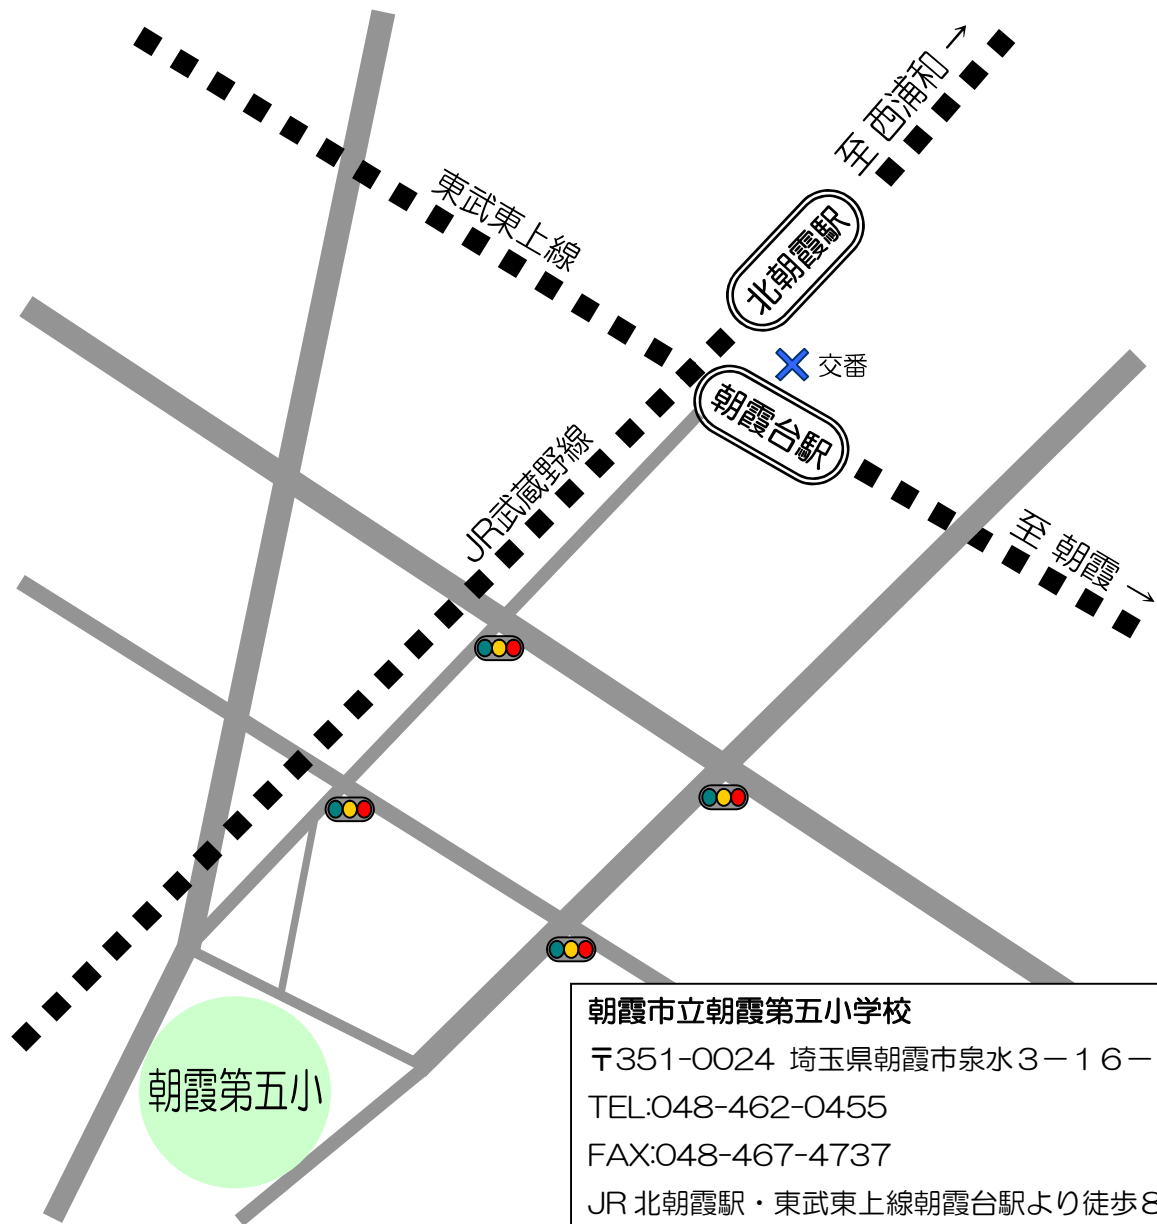 至 西浦和 →
北朝霞駅
東武東上線
交番
朝霞台駅
JR武蔵野線
至 朝霞 →
朝霞第五小
朝霞市立朝霞第五小学校
〒351-0024 埼玉県朝霞市泉水３－１６－
TEL:048-462-0455
FAX:048-467-4737
JR 北朝霞駅・東武東上線朝霞台駅より徒歩８